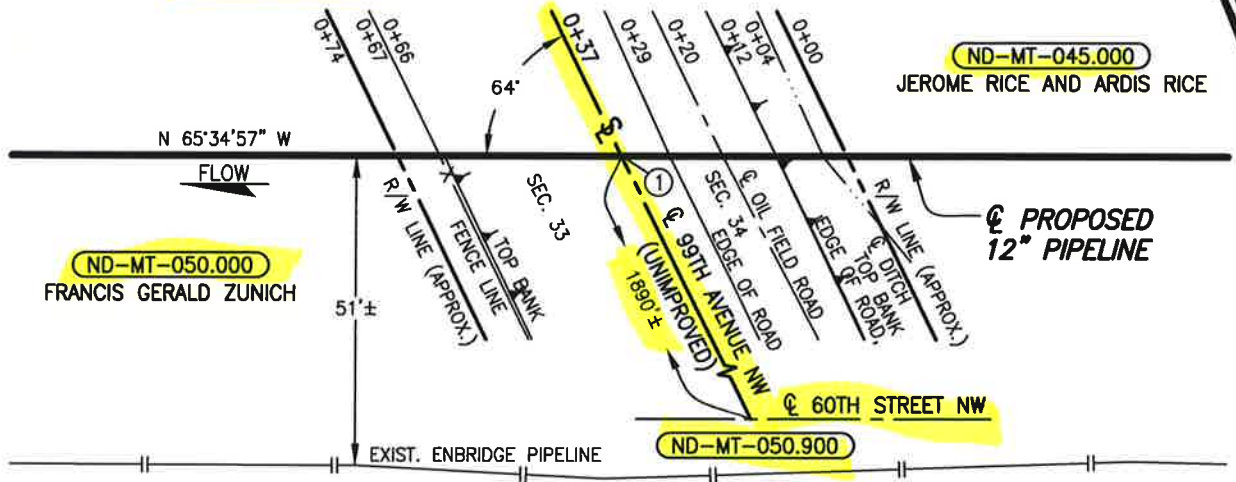 0+74
0+67
0+66
0+37
0+29
0+20
0+12
0+04
0+00
ND-MT-045.000
JEROME RICE AND ARDIS RICE
64°
N 65°34'57" W
FLOW
ND-MT-050.000
FRANCIS GERALD ZUNICH
51'±
R/W LINE (APPROX.)
FENCE LINE
TOP BANK
SEC. 33
1
1890'±
℄ 99TH AVENUE NW
(UNIMPROVED)
SEC. 34
EDGE OF ROAD
℄ OIL FIELD ROAD
EDGE OF ROAD,
TOP BANK
℄ DITCH
R/W LINE (APPROX.)
℄ PROPOSED
12" PIPELINE
℄ 60TH STREET NW
ND-MT-050.900
EXIST. ENBRIDGE PIPELINE